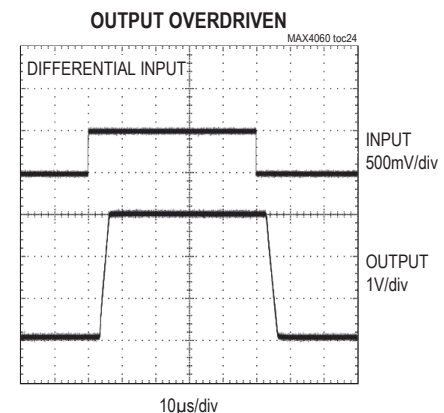 OUTPUT OVERDRIVEN
MAX4060 toc24
DIFFERENTIAL INPUT
INPUT
500mV/div
OUTPUT
1V/div
10µs/div